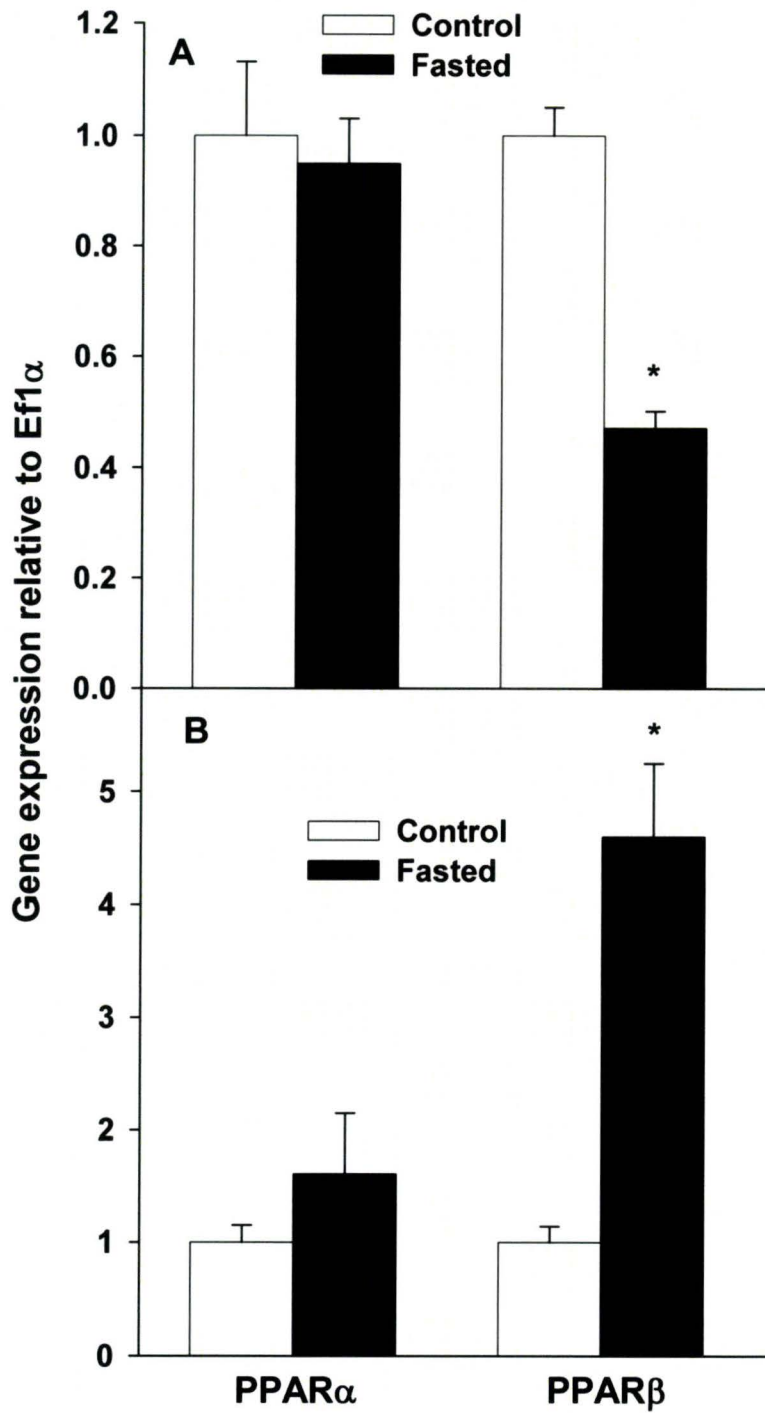 Gene expression relative to Ef1α
1.2
1.0
0.8
0.6
0.4
0.2
0.0
A
Control
Fasted
*
B
5
4
3
2
1
0
Control
Fasted
*
PPARα
PPARβ